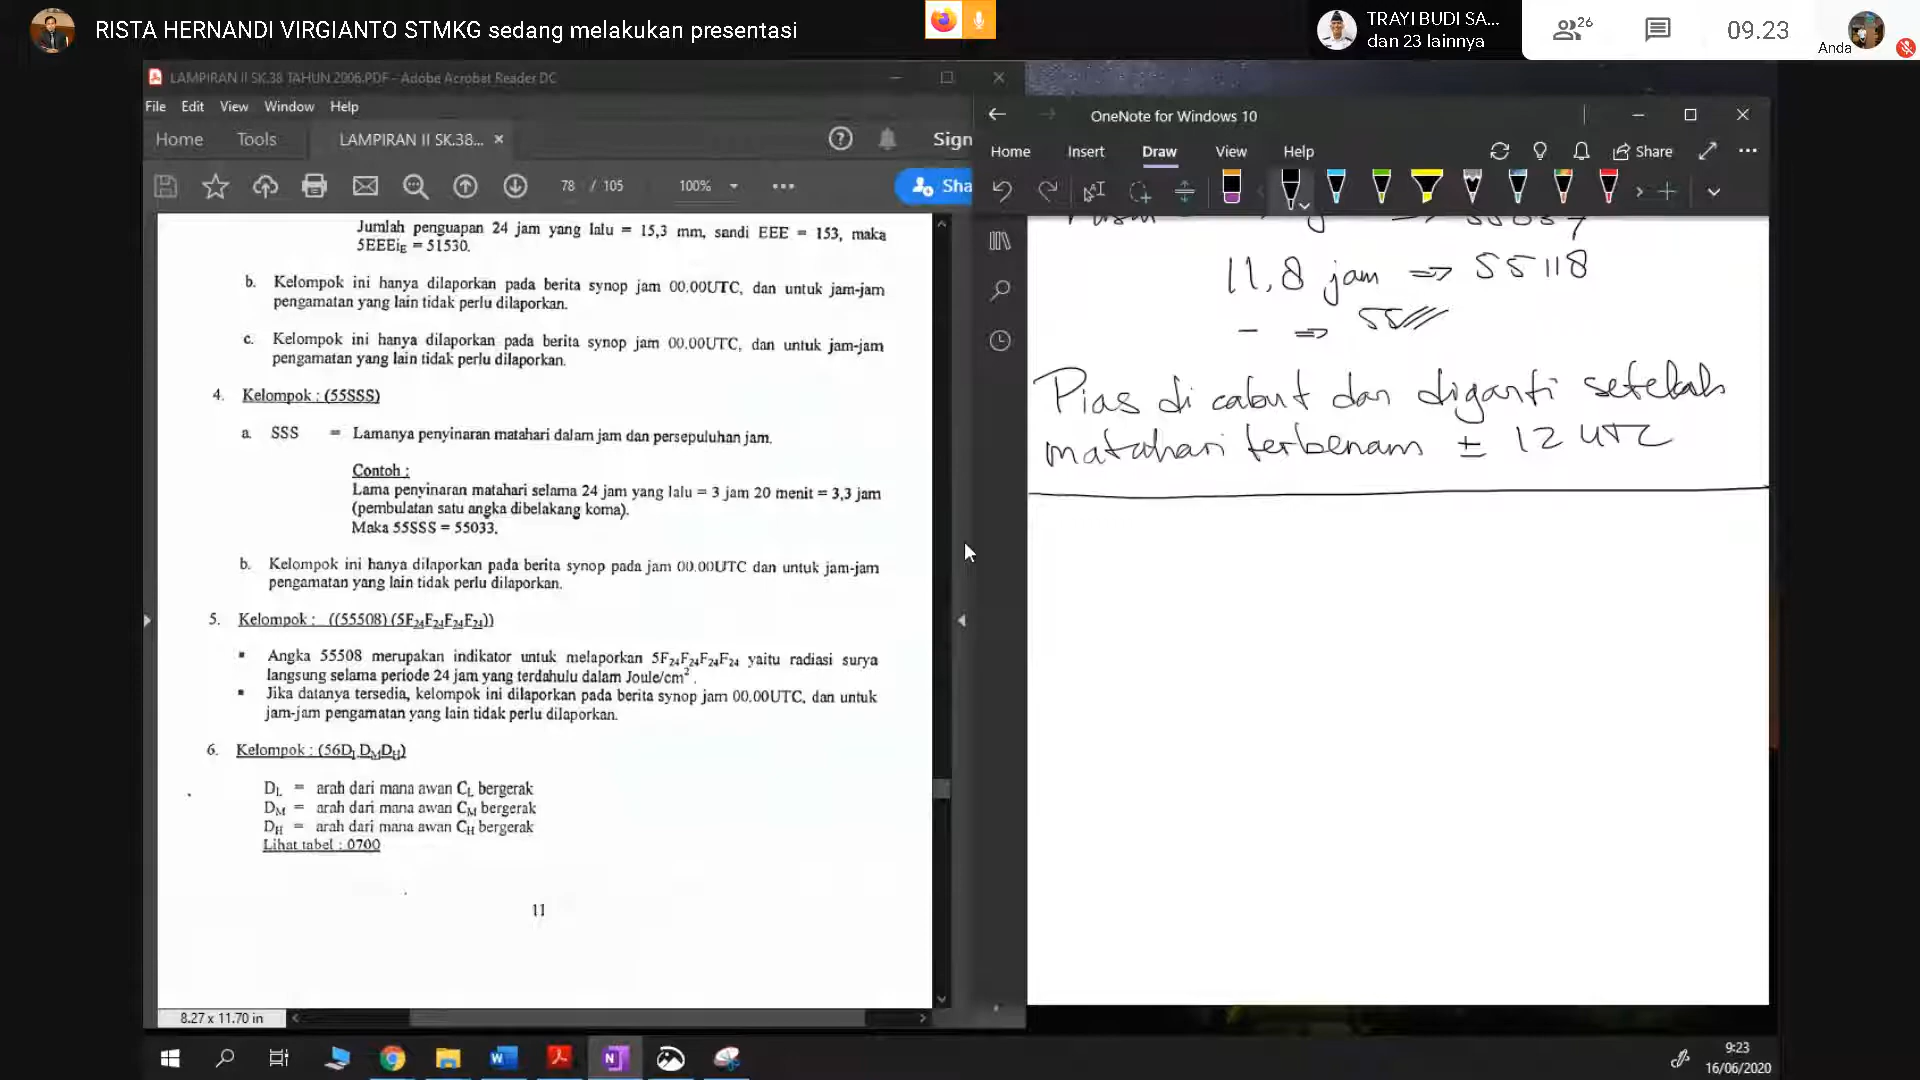 RISTA HERNANDI VIRGIANTO STMKG sedang melakukan presentasi
TRAYI BUDI SA...
dan 23 lainnya
26
09.23
Anda
LAMPIRAN II SK.38 TAHUN 2006.PDF - Adobe Acrobat Reader DC
File Edit View Window Help
Home Tools LAMPIRAN II SK.38... × Sign
78 / 105 100% Sha
Jumlah penguapan 24 jam yang lalu = 15,3 mm, sandi EEE = 153, maka
5EEEiE = 51530.
b. Kelompok ini hanya dilaporkan pada berita synop jam 00.00UTC, dan untuk jam-jam
pengamatan yang lain tidak perlu dilaporkan.
c. Kelompok ini hanya dilaporkan pada berita synop jam 00.00UTC, dan untuk jam-jam
pengamatan yang lain tidak perlu dilaporkan.
4. Kelompok : (55SSS)
a. SSS = Lamanya penyinaran matahari dalam jam dan persepuluhan jam.
Contoh :
Lama penyinaran matahari selama 24 jam yang lalu = 3 jam 20 menit = 3,3 jam
(pembulatan satu angka dibelakang koma).
Maka 55SSS = 55033.
b. Kelompok ini hanya dilaporkan pada berita synop pada jam 00.00UTC dan untuk jam-jam
pengamatan yang lain tidak perlu dilaporkan.
5. Kelompok : ((55508) (5F24F24F24F24))
▪ Angka 55508 merupakan indikator untuk melaporkan 5F24F24F24F24 yaitu radiasi surya
langsung selama periode 24 jam yang terdahulu dalam Joule/cm².
▪ Jika datanya tersedia, kelompok ini dilaporkan pada berita synop jam 00.00UTC, dan untuk
jam-jam pengamatan yang lain tidak perlu dilaporkan.
6. Kelompok : (56DLDMDH)
DL = arah dari mana awan CL bergerak
DM = arah dari mana awan CM bergerak
DH = arah dari mana awan CH bergerak
Lihat tabel : 0700
11
8.27 x 11.70 in
OneNote for Windows 10
Home Insert Draw View Help Share
11,8 jam => 55118
- => 55///
Pias di cabut dan diganti setelah
matahari terbenam ± 12 UTC
9:23
16/06/2020